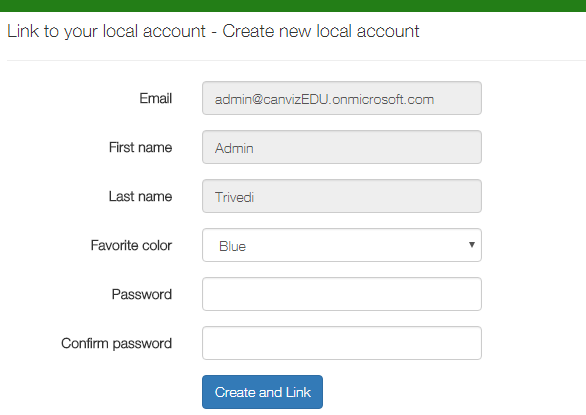 Link to your local account - Create new local account
Email admin@canvizEDU.onmicrosoft.com
First name Admin
Last name Trivedi
Favorite color Blue
Password
Confirm password
Create and Link